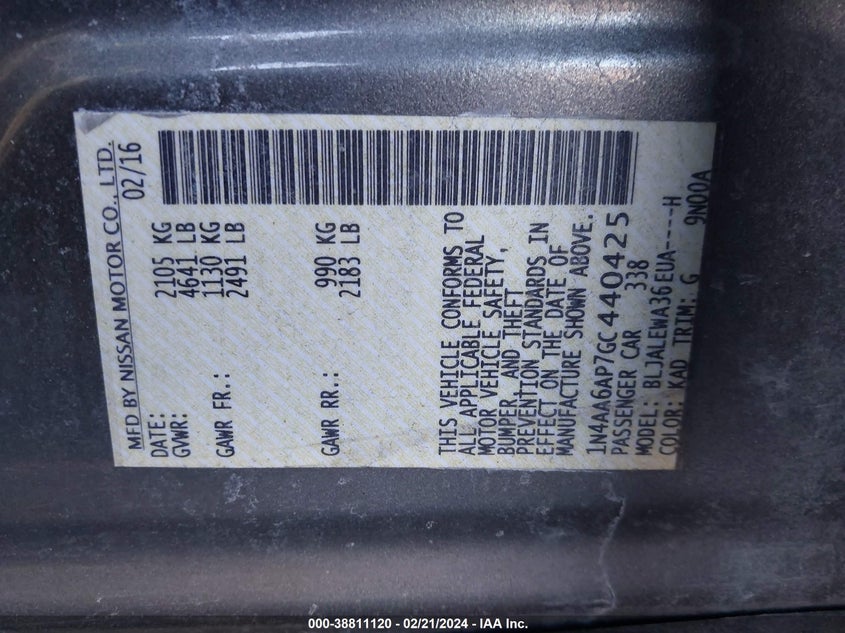 MFD BY NISSAN MOTOR CO., LTD.
DATE: 02/16
GVWR: 2105 KG
4641 LB
GAWR FR.: 1130 KG
2491 LB
GAWR RR.: 990 KG
2183 LB
THIS VEHICLE CONFORMS TO
ALL APPLICABLE FEDERAL
MOTOR VEHICLE SAFETY,
BUMPER, AND THEFT
PREVENTION STANDARDS IN
EFFECT ON THE DATE OF
MANUFACTURE SHOWN ABOVE.
1N4AA6AP7GC440425
PASSENGER CAR 338
MODEL: BLJALEWA36EUA----H
COLOR: KAD TRIM: G 9N00A
000-38811120 - 02/21/2024 - IAA Inc.